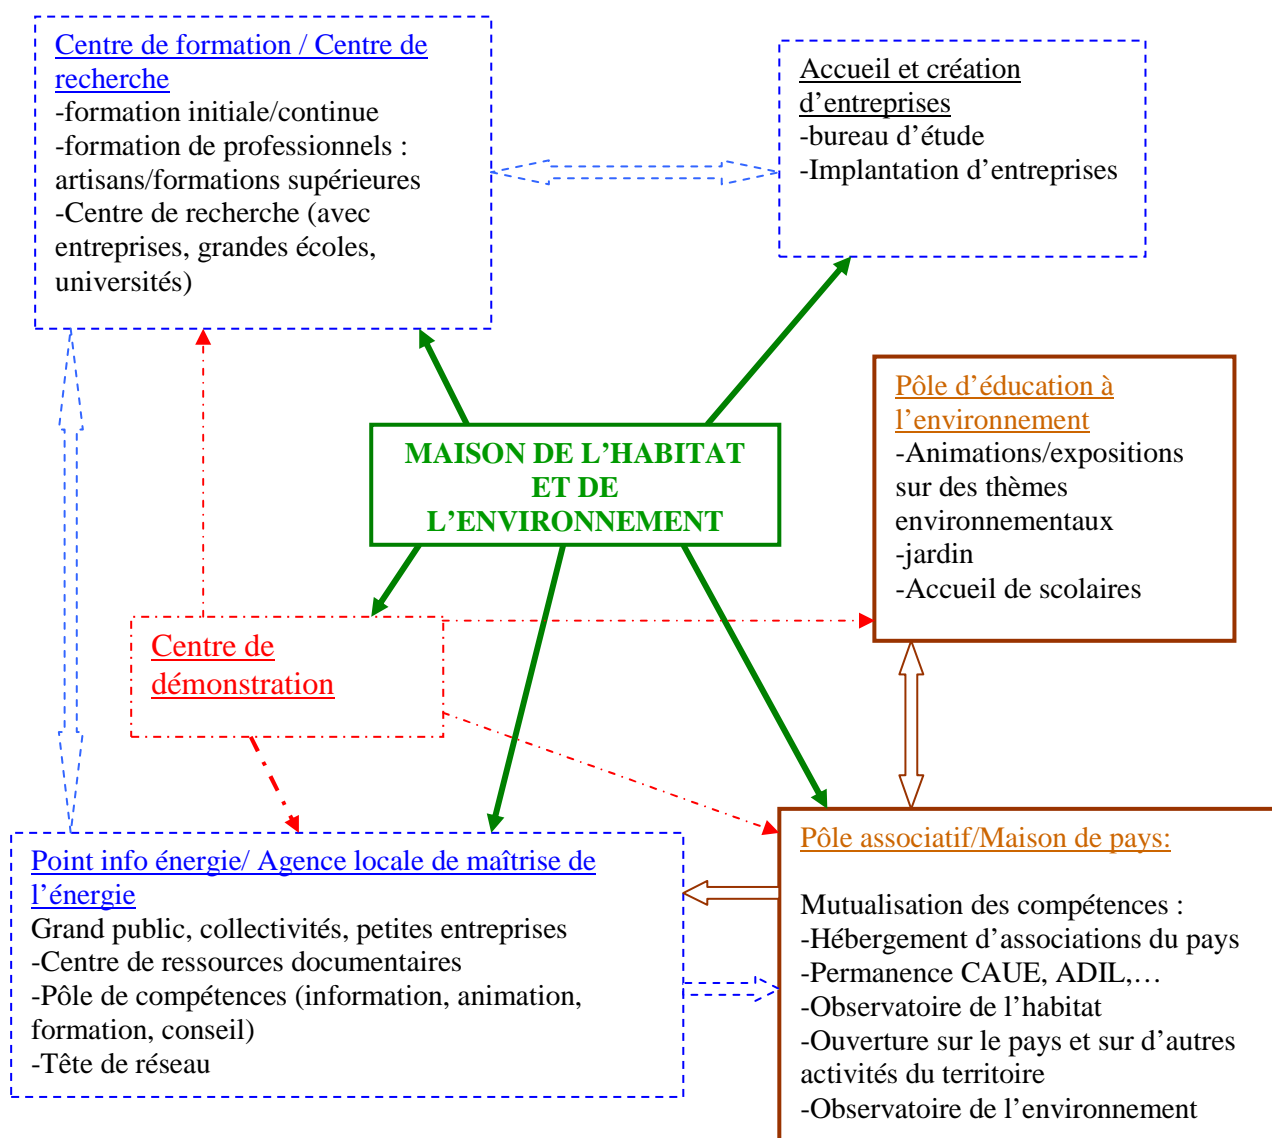 Centre de formation / Centre de
recherche
-formation initiale/continue
-formation de professionnels :
artisans/formations supérieures
-Centre de recherche (avec
entreprises, grandes écoles,
universités)
Accueil et création
d’entreprises
-bureau d’étude
-Implantation d’entreprises
Pôle d’éducation à
l’environnement
-Animations/expositions
sur des thèmes
environnementaux
-jardin
-Accueil de scolaires
MAISON DE L’HABITAT
ET DE
L’ENVIRONNEMENT
Centre de
démonstration
Point info énergie/ Agence locale de maîtrise de
l’énergie
Grand public, collectivités, petites entreprises
-Centre de ressources documentaires
-Pôle de compétences (information, animation,
formation, conseil)
-Tête de réseau
Pôle associatif/Maison de pays:
Mutualisation des compétences :
-Hébergement d’associations du pays
-Permanence CAUE, ADIL,…
-Observatoire de l’habitat
-Ouverture sur le pays et sur d’autres
activités du territoire
-Observatoire de l’environnement